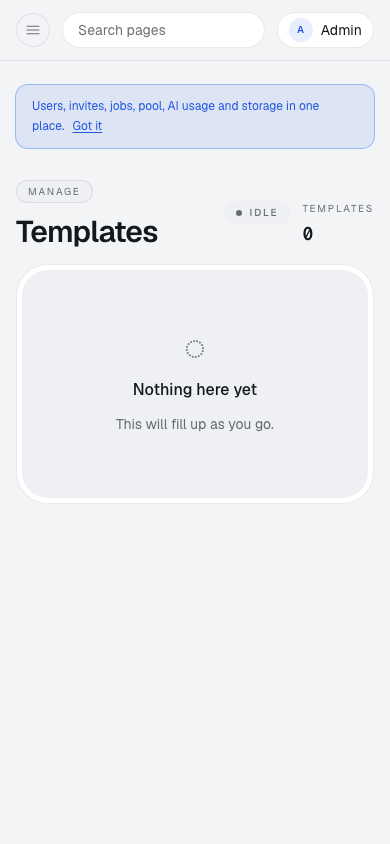 Search pages
A
Admin
Users, invites, jobs, pool, AI usage and storage in one
place. Got it
MANAGE
Templates
IDLE
TEMPLATES
0
Nothing here yet
This will fill up as you go.